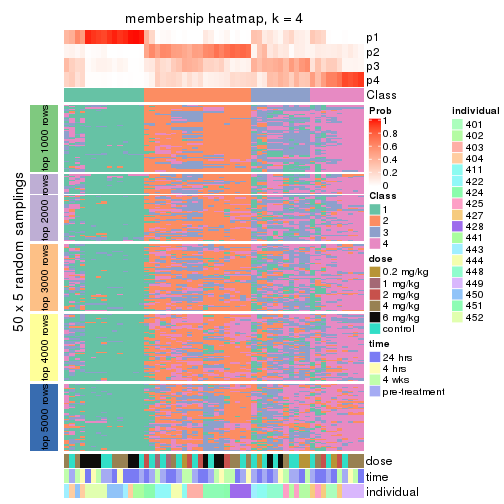 membership heatmap, k = 4
p1
p2
p3
p4
Class
50 x 5 random samplings
top 1000 rows
top 2000 rows
top 3000 rows
top 4000 rows
top 5000 rows
dose
time
individual
Prob
1
0.8
0.6
0.4
0.2
0
Class
1
2
3
4
dose
0.2 mg/kg
1 mg/kg
2 mg/kg
4 mg/kg
6 mg/kg
control
time
24 hrs
4 hrs
4 wks
pre-treatment
individual
401
402
403
404
411
422
424
425
427
428
441
443
444
448
449
450
451
452